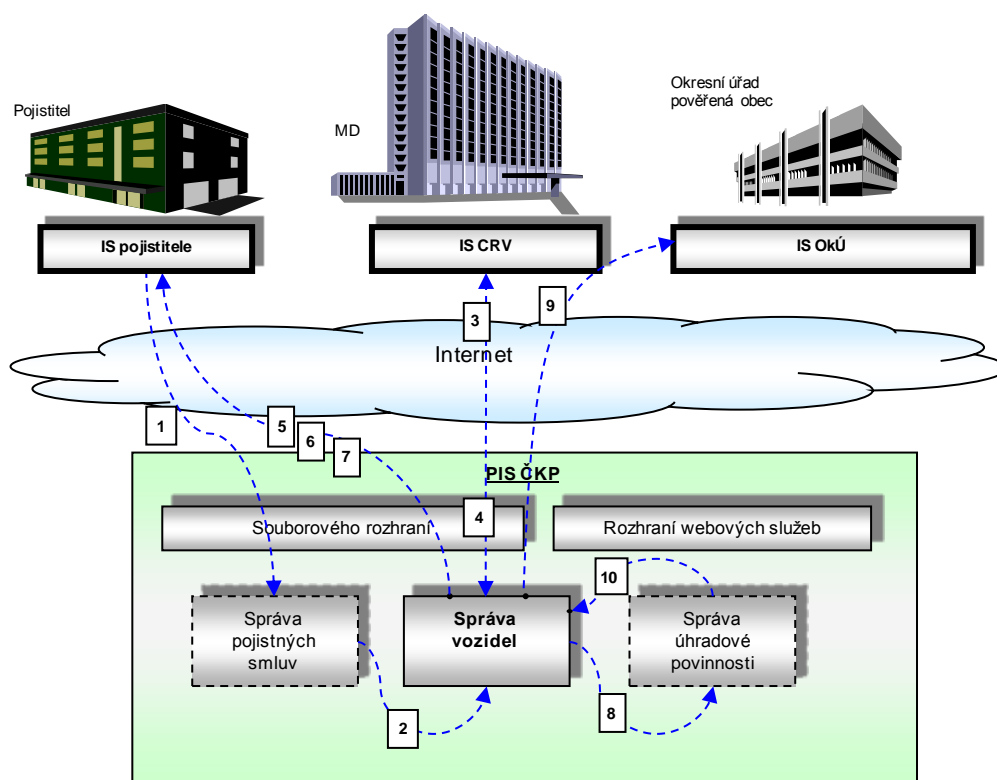 Pojistitel
MD
Okresní úřad
pověřená obec
IS pojistitele
IS CRV
IS OkÚ
3
9
Internet
1
5
6
7
PIS ČKP
4
Souborového rozhraní
Rozhraní webových služeb
10
Správa
pojistných
smluv
Správa
vozidel
Správa
úhradové
povinnosti
2
8